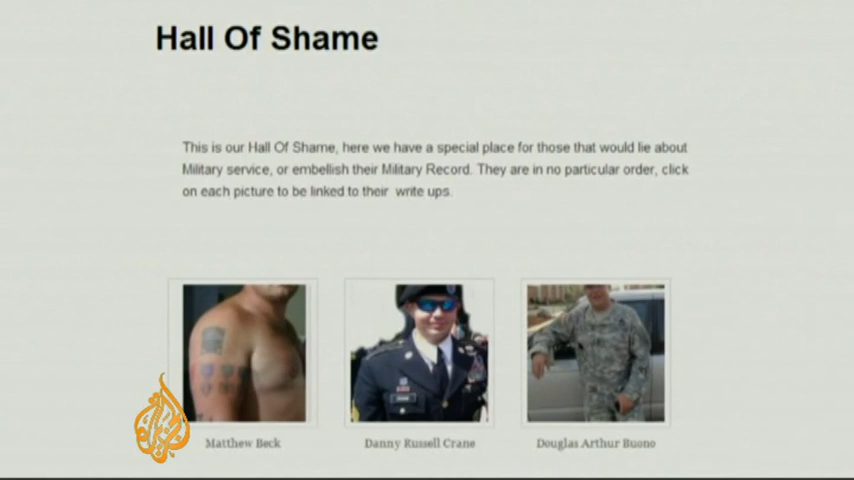 Hall Of Shame
This is our Hall Of Shame, here we have a special place for those that would lie about
Military service, or embellish their Military Record. They are in no particular order, click
on each picture to be linked to their write ups.
Matthew Beck
Danny Russell Crane
Douglas Arthur Buono